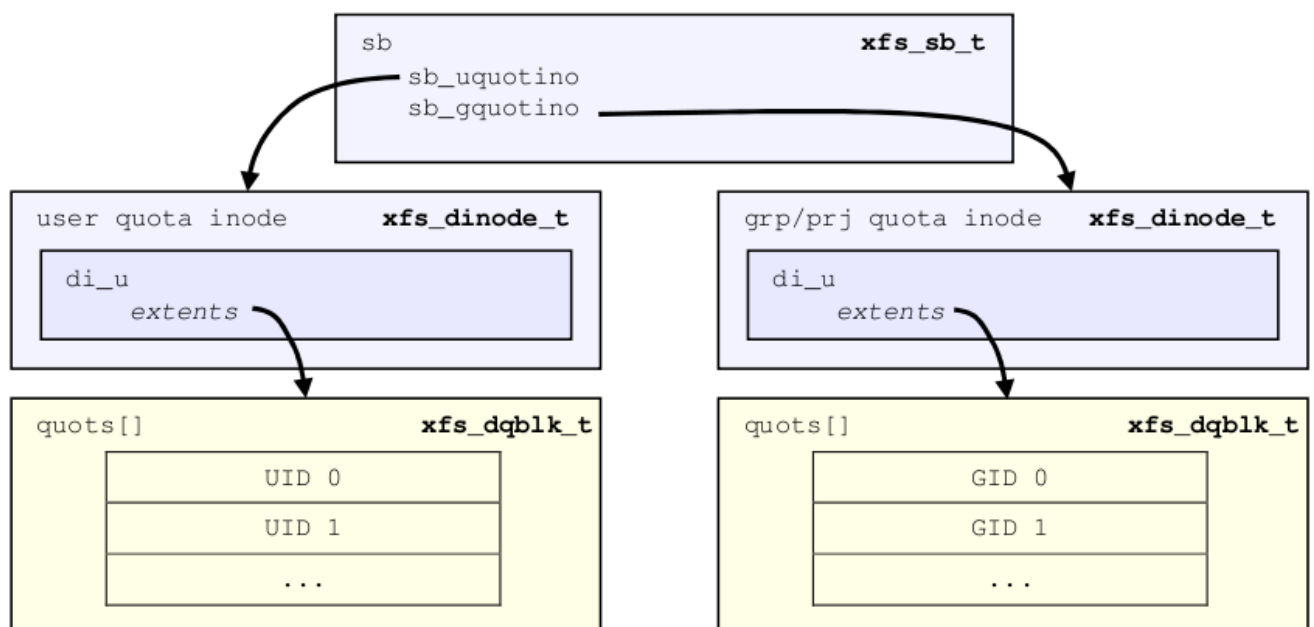 sb xfs_sb_t
sb_uquotino
sb_gquotino
user quota inode xfs_dinode_t
di_u
extents
quots[] xfs_dqblk_t
UID 0
UID 1
...
grp/prj quota inode xfs_dinode_t
di_u
extents
quots[] xfs_dqblk_t
GID 0
GID 1
...